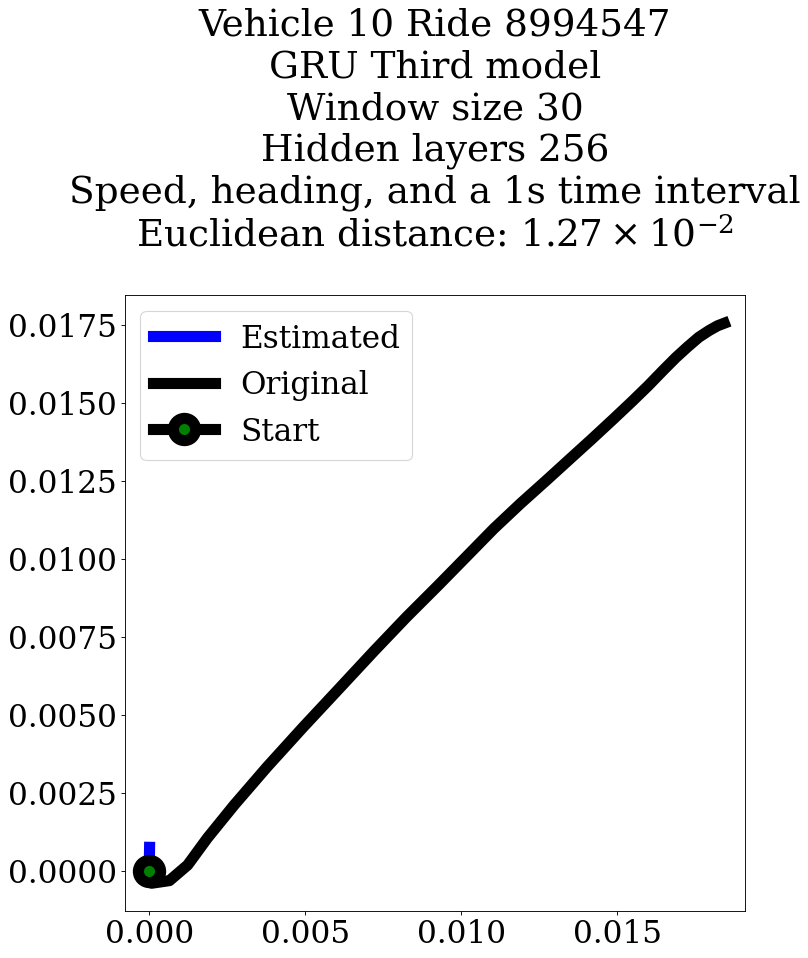 Vehicle 10 Ride 8994547
GRU Third model
Window size 30
Hidden layers 256
Speed, heading, and a 1s time interval
Euclidean distance: 1.27 × 10⁻²
Estimated
Original
Start
0.0175
0.0150
0.0125
0.0100
0.0075
0.0050
0.0025
0.0000
0.000 0.005 0.010 0.015